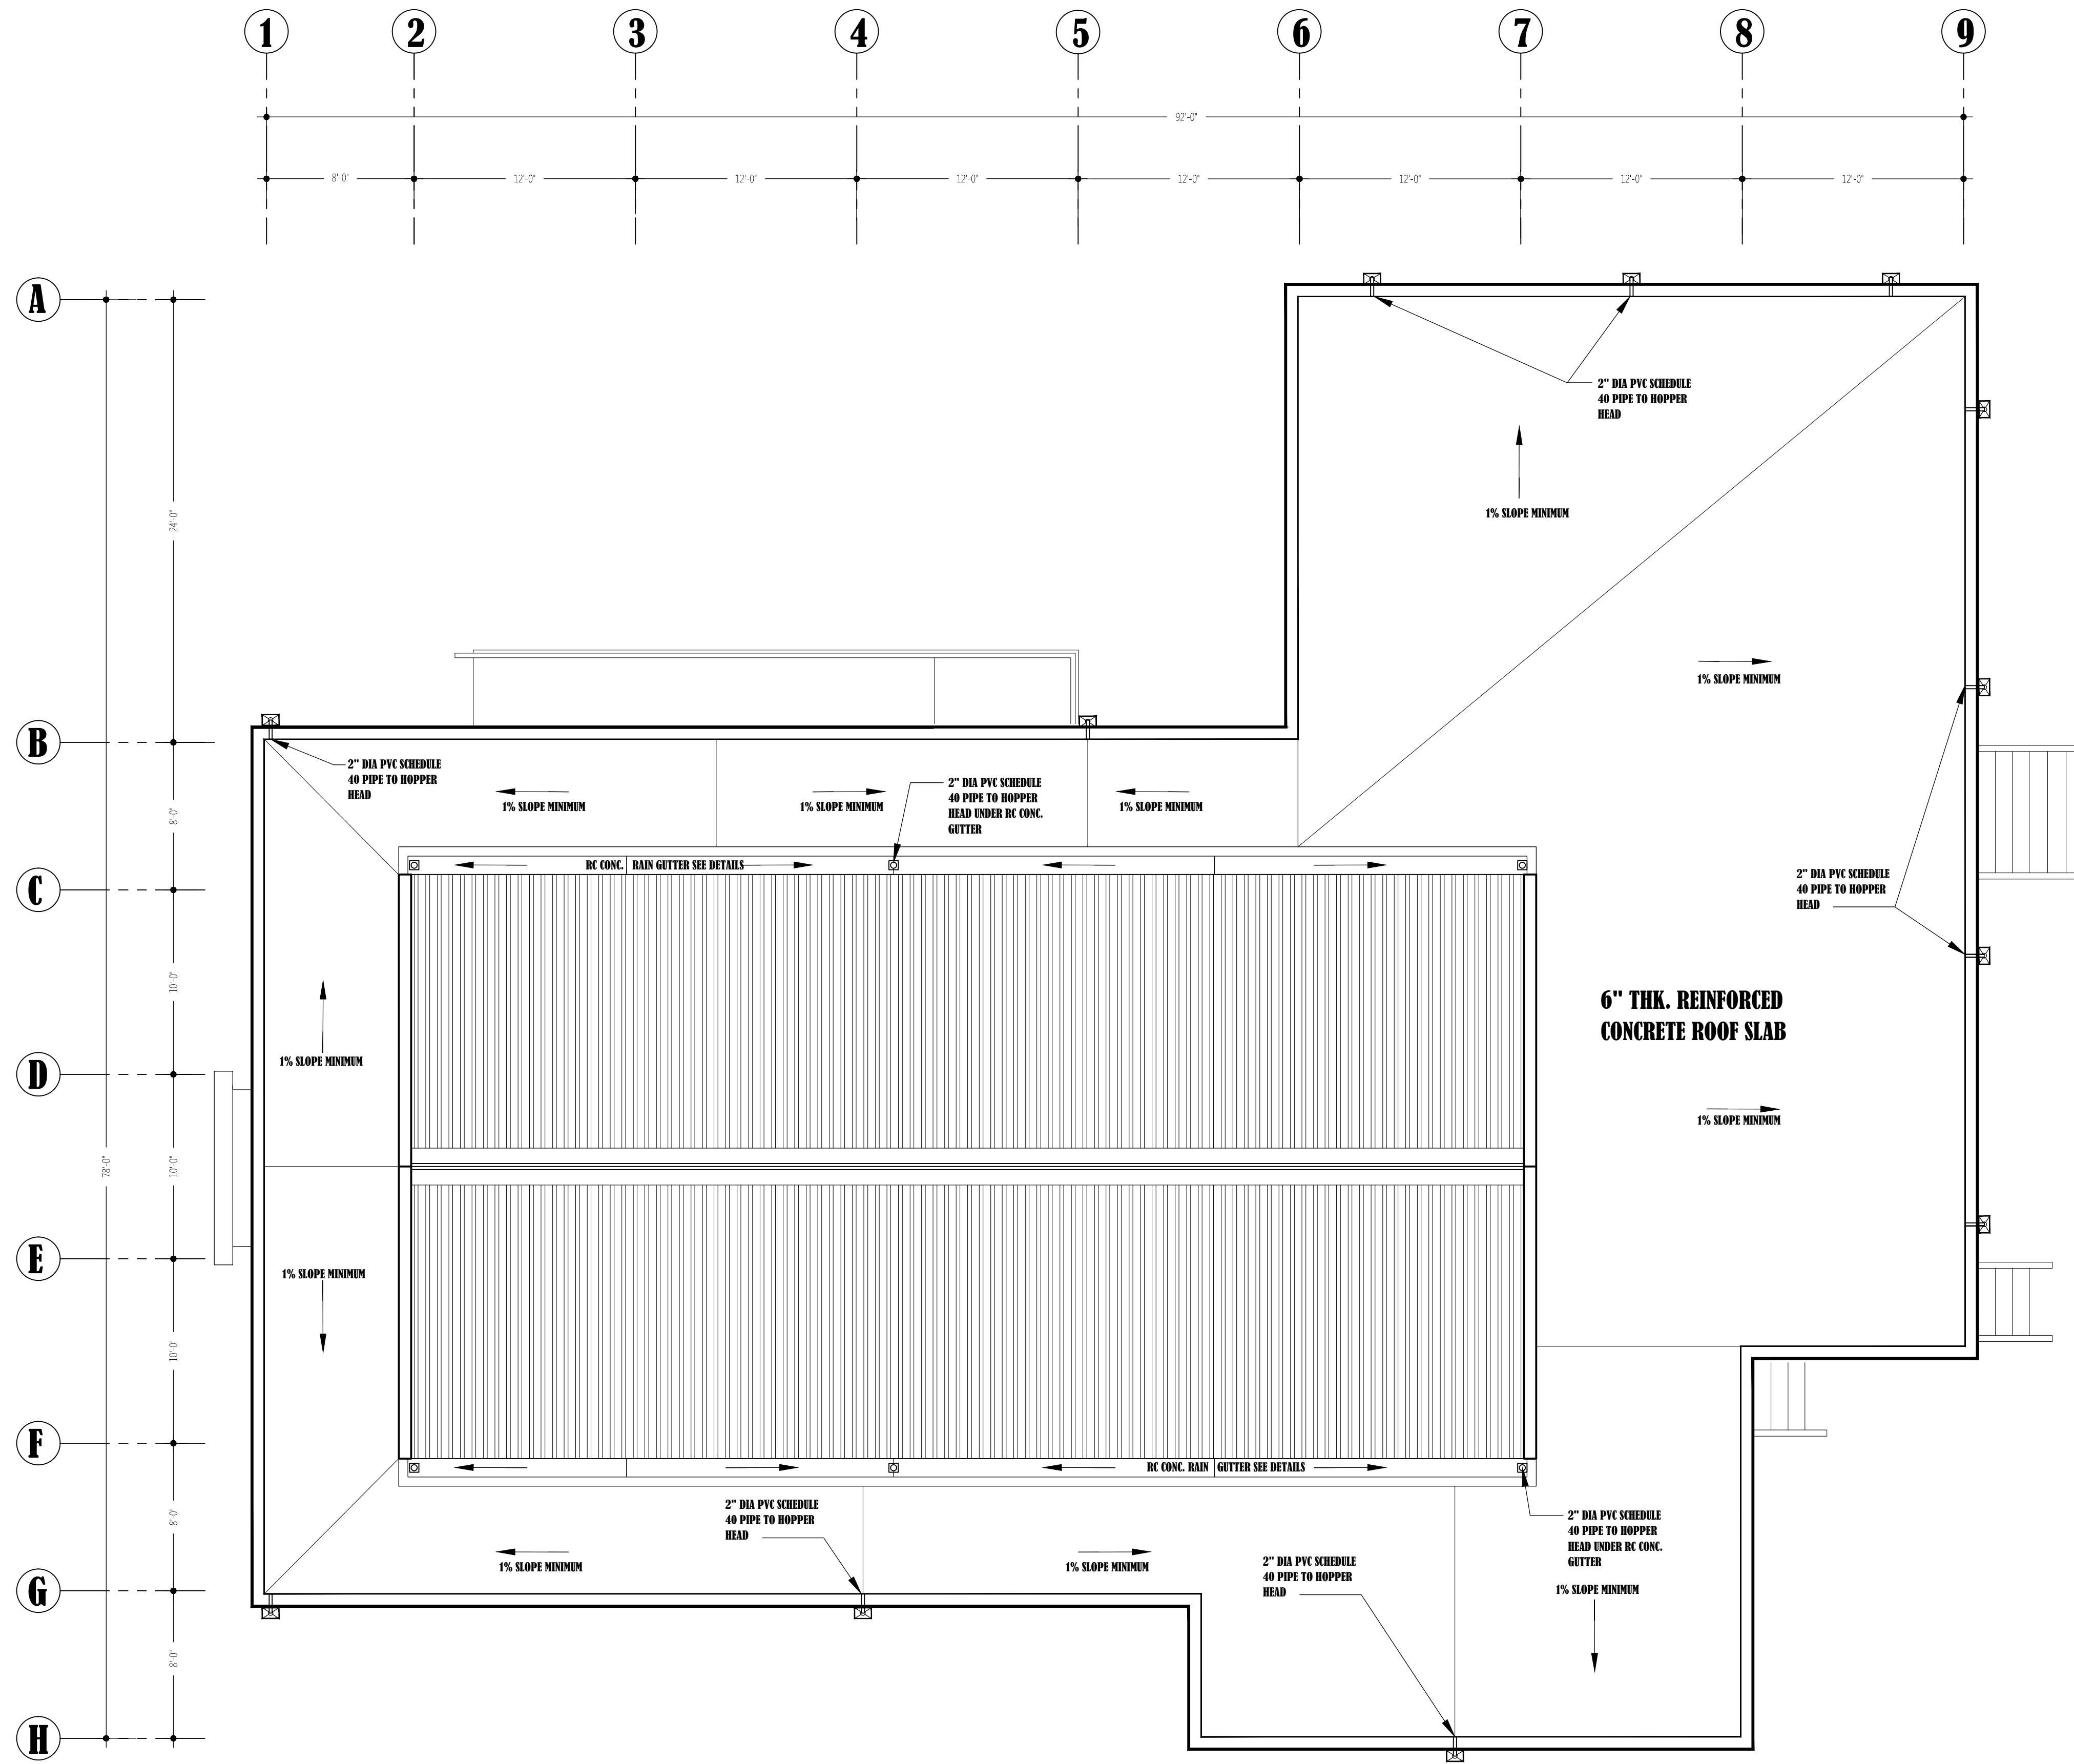 1 2 3 4 5 6 7 8 9
92'-0"
8'-0" 12'-0" 12'-0" 12'-0" 12'-0" 12'-0" 12'-0" 12'-0"
A
24'-0"
2" DIA PVC SCHEDULE
40 PIPE TO HOPPER
HEAD
1% SLOPE MINIMUM
1% SLOPE MINIMUM
B
2" DIA PVC SCHEDULE
40 PIPE TO HOPPER
HEAD
1% SLOPE MINIMUM
1% SLOPE MINIMUM
2" DIA PVC SCHEDULE
40 PIPE TO HOPPER
HEAD UNDER RC CONC.
GUTTER
1% SLOPE MINIMUM
8'-0"
RC CONC. RAIN GUTTER SEE DETAILS
C
2" DIA PVC SCHEDULE
40 PIPE TO HOPPER
HEAD
10'-0"
6" THK. REINFORCED
CONCRETE ROOF SLAB
1% SLOPE MINIMUM
D
1% SLOPE MINIMUM
78'-0"
10'-0"
E
1% SLOPE MINIMUM
10'-0"
F
RC CONC. RAIN GUTTER SEE DETAILS
2" DIA PVC SCHEDULE
40 PIPE TO HOPPER
HEAD
8'-0"
2" DIA PVC SCHEDULE
40 PIPE TO HOPPER
HEAD UNDER RC CONC.
GUTTER
1% SLOPE MINIMUM
1% SLOPE MINIMUM
2" DIA PVC SCHEDULE
40 PIPE TO HOPPER
HEAD
1% SLOPE MINIMUM
G
8'-0"
H